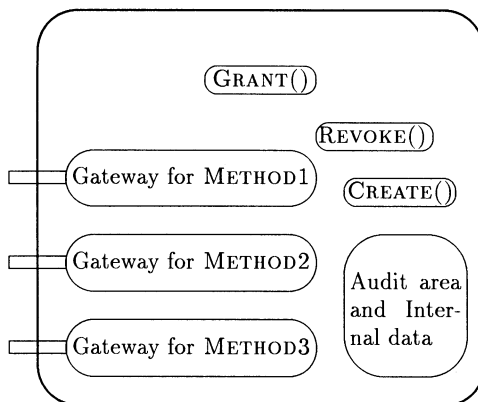 GRANT()
REVOKE()
Gateway for METHOD1
CREATE()
Gateway for METHOD2
Audit area
and Inter-
nal data
Gateway for METHOD3